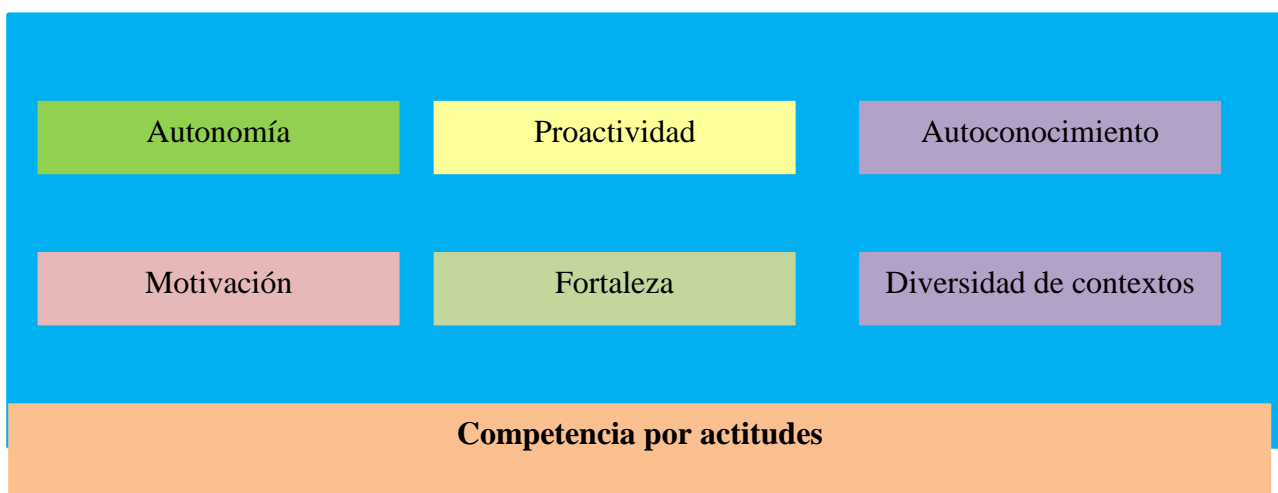 Autonomía
Proactividad
Autoconocimiento
Motivación
Fortaleza
Diversidad de contextos
Competencia por actitudes